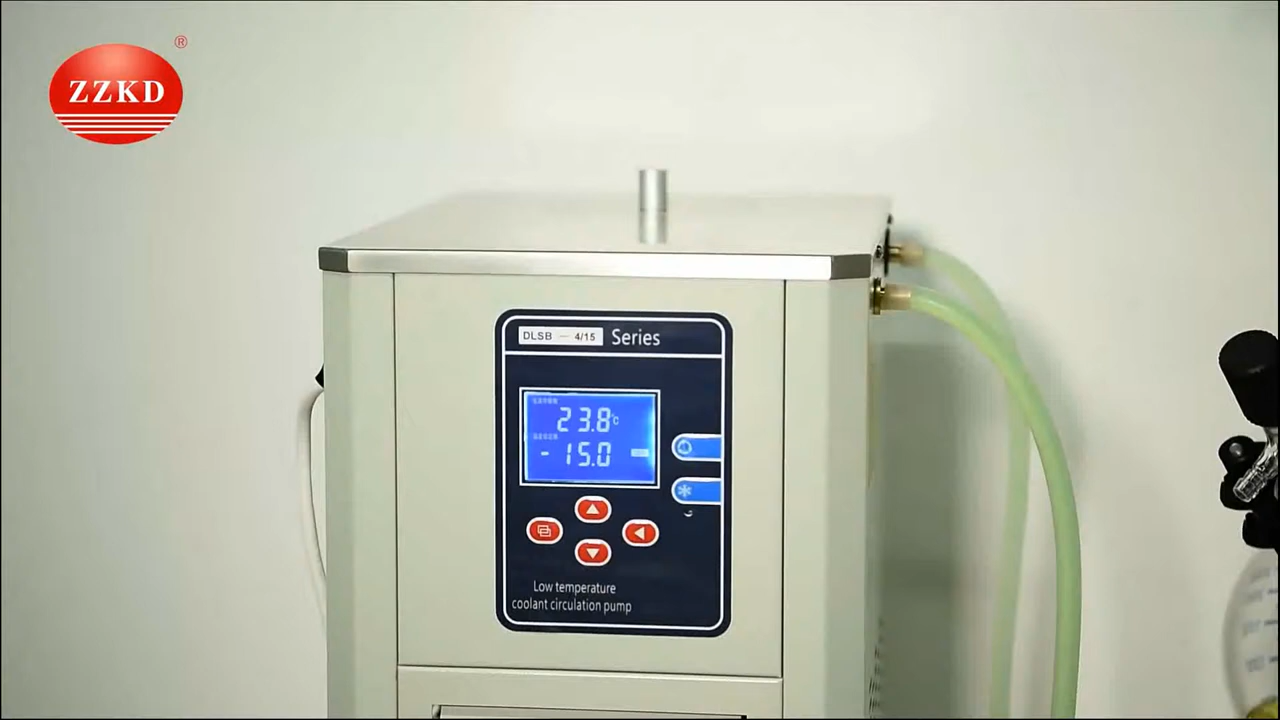 ZZKD
®
DLSB — 4/15 Series
23.8℃
-15.0
Low temperature
coolant circulation pump